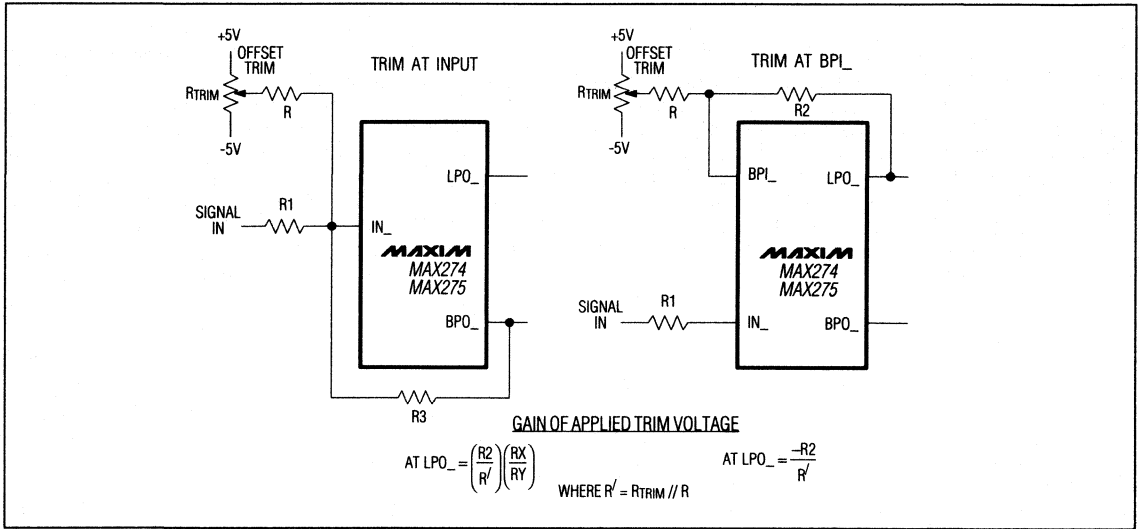 +5V
OFFSET
TRIM
RTRIM
R
-5V
TRIM AT INPUT
SIGNAL
IN
R1
IN_
LPO_
MAXIM
MAX274
MAX275
BPO_
R3
+5V
OFFSET
TRIM
RTRIM
R
-5V
TRIM AT BPI_
R2
BPI_
LPO_
MAXIM
MAX274
MAX275
SIGNAL
IN
R1
IN_
BPO_
GAIN OF APPLIED TRIM VOLTAGE
AT LPO_ = (R2/R′)(RX/RY)
AT LPO_ = −R2/R′
WHERE R′ = RTRIM // R